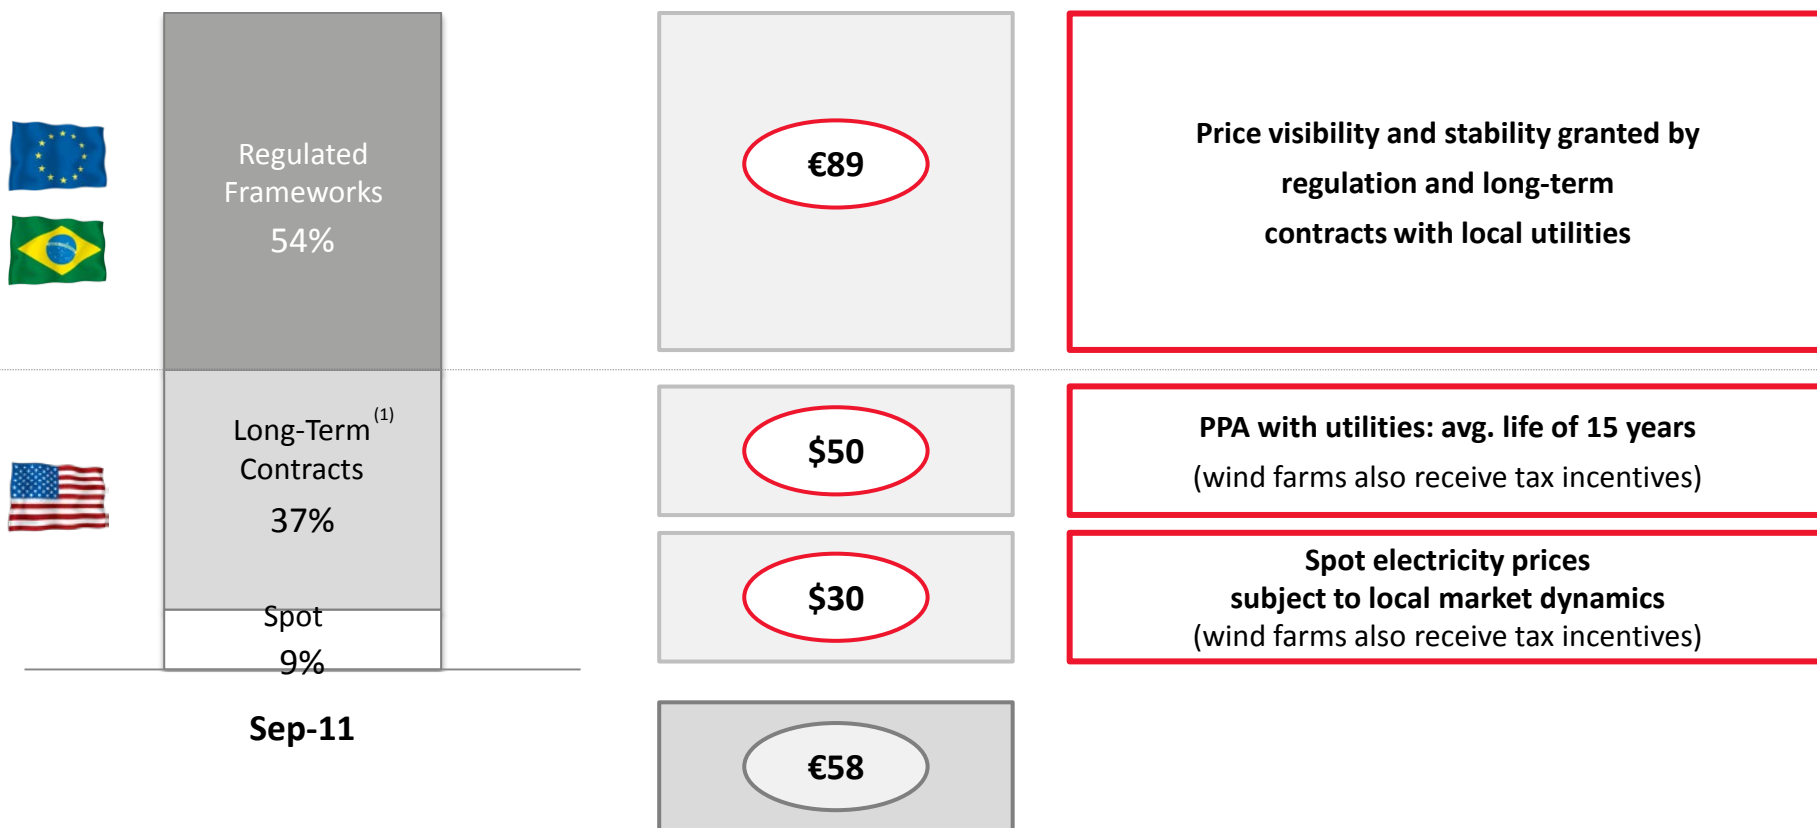 Regulated
Frameworks
54%
€89
Price visibility and stability granted by
regulation and long-term
contracts with local utilities
Long-Term (1)
Contracts
37%
$50
PPA with utilities: avg. life of 15 years
(wind farms also receive tax incentives)
Spot
9%
$30
Spot electricity prices
subject to local market dynamics
(wind farms also receive tax incentives)
Sep-11
€58